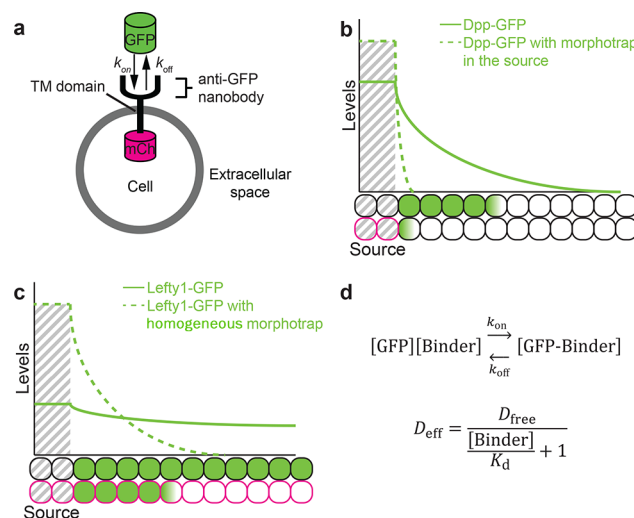 a
GFP
kon
koff
TM domain
anti-GFP
nanobody
mCh
Cell
Extracellular
space
b
Dpp-GFP
Dpp-GFP with morphotrap
in the source
Levels
Source
c
Lefty1-GFP
Lefty1-GFP with
homogeneous morphotrap
Levels
Source
d
kon
[GFP][Binder] ⇄ [GFP-Binder]
koff
Deff = Dfree / ([Binder]/Kd + 1)